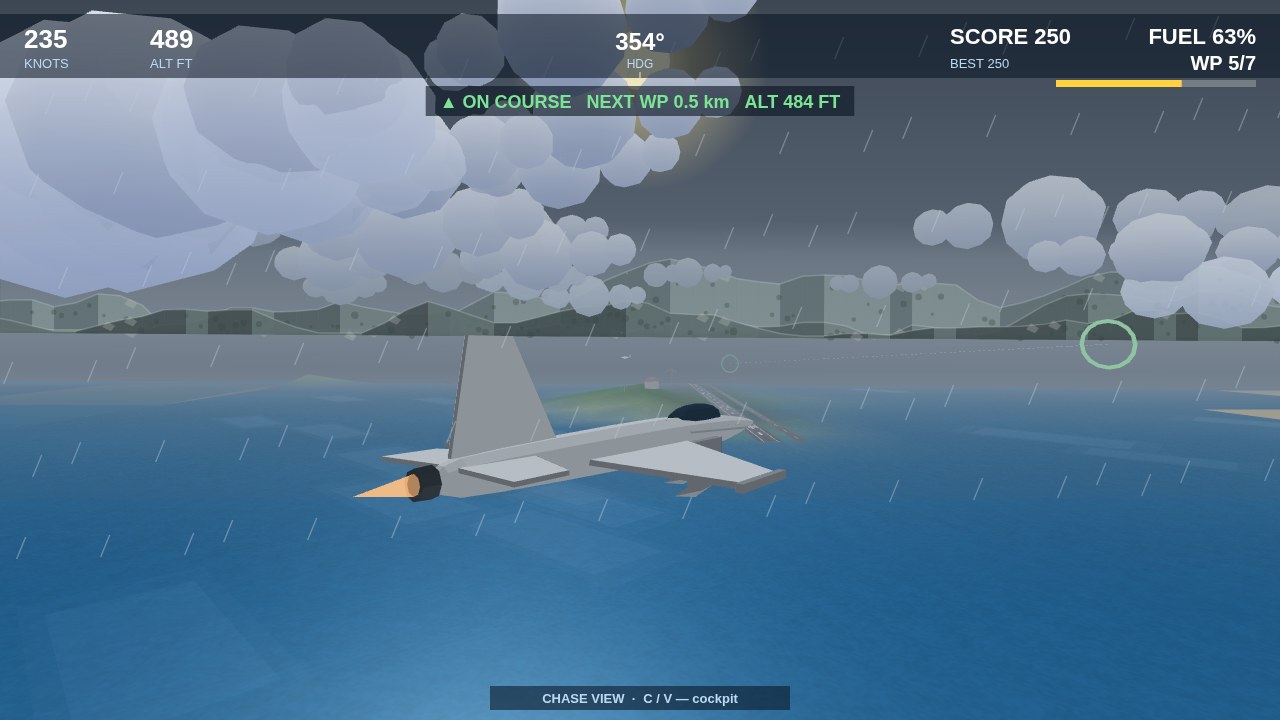 235
KNOTS
489
ALT FT
354°
HDG
SCORE 250
BEST 250
FUEL 63%
WP 5/7
▲ ON COURSE NEXT WP 0.5 km ALT 484 FT
CHASE VIEW · C / V — cockpit